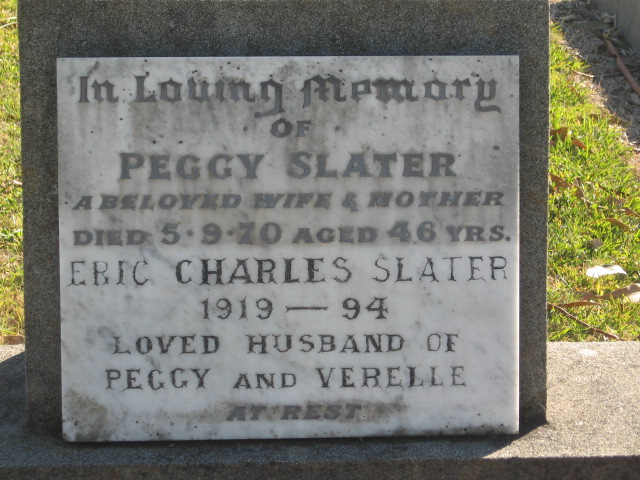 In Loving Memory
OF
PEGGY SLATER
A BELOVED WIFE & MOTHER
DIED 5·9·70 AGED 46 YRS.
ERIC CHARLES SLATER
1919 — 94
LOVED HUSBAND OF
PEGGY AND VERELLE
AT REST